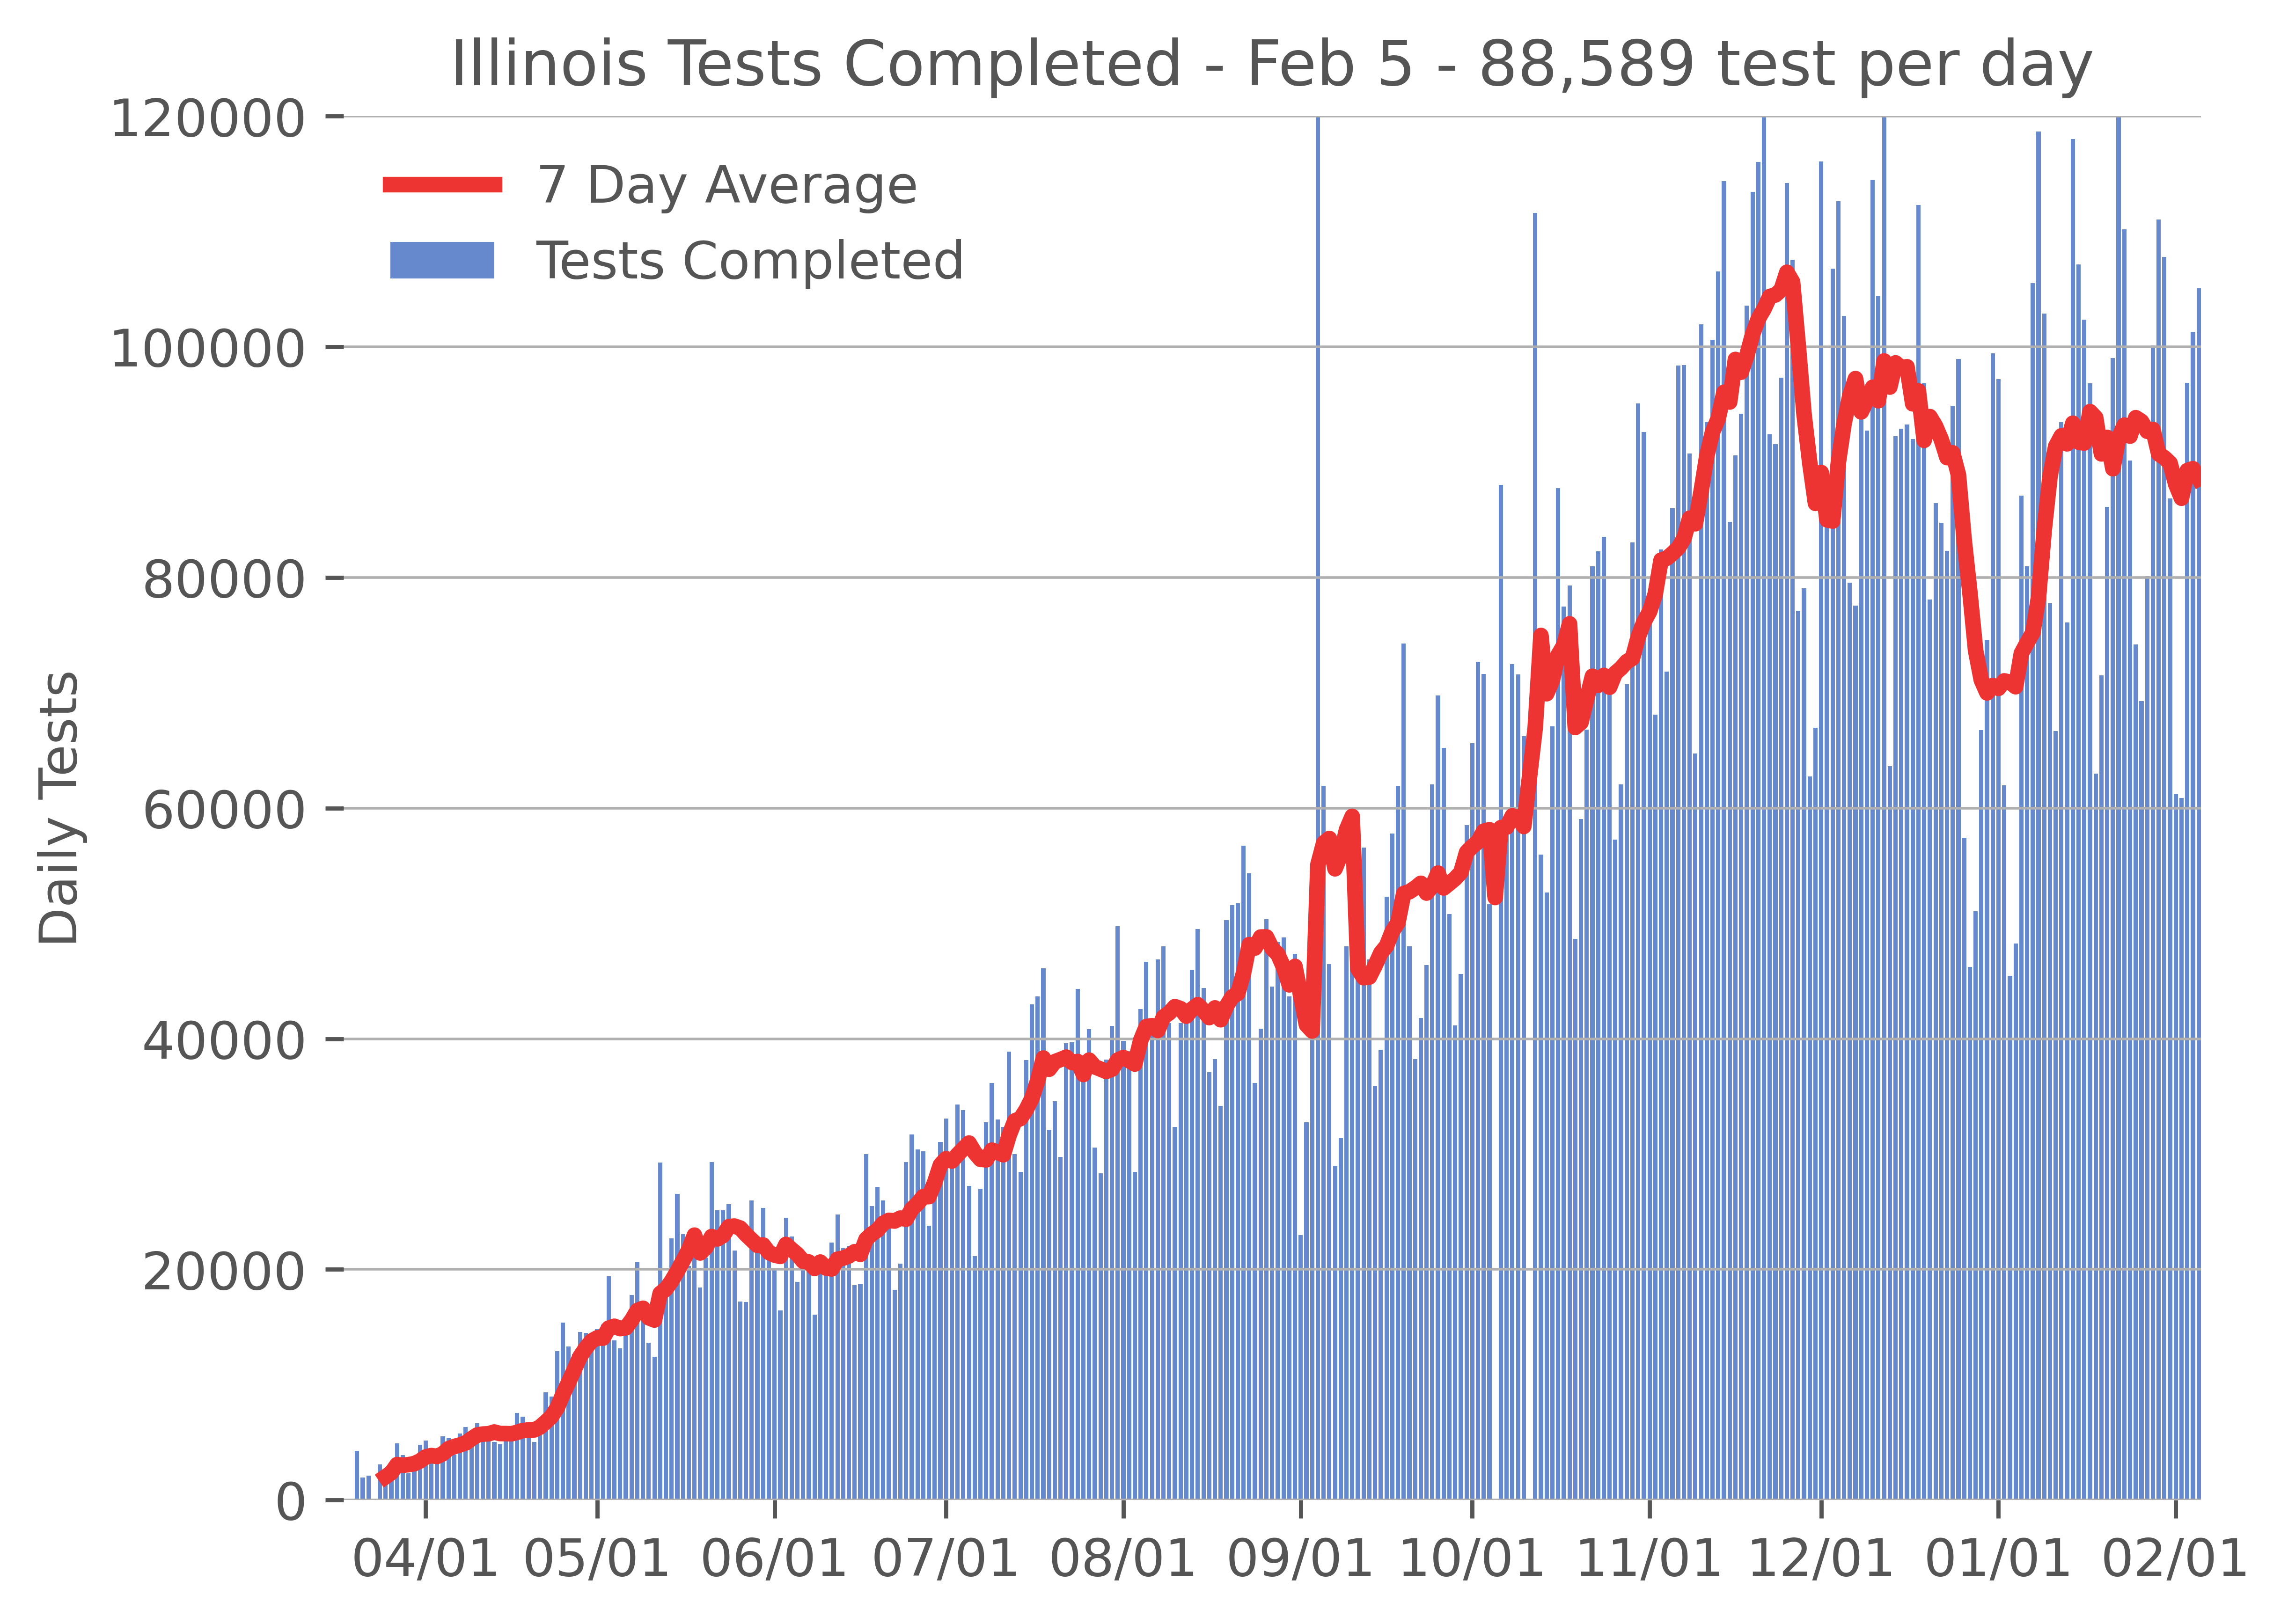 Illinois Tests Completed - Feb 5 - 88,589 test per day
120000
100000
80000
60000
40000
20000
0
Daily Tests
7 Day Average
Tests Completed
04/01 05/01 06/01 07/01 08/01 09/01 10/01 11/01 12/01 01/01 02/01